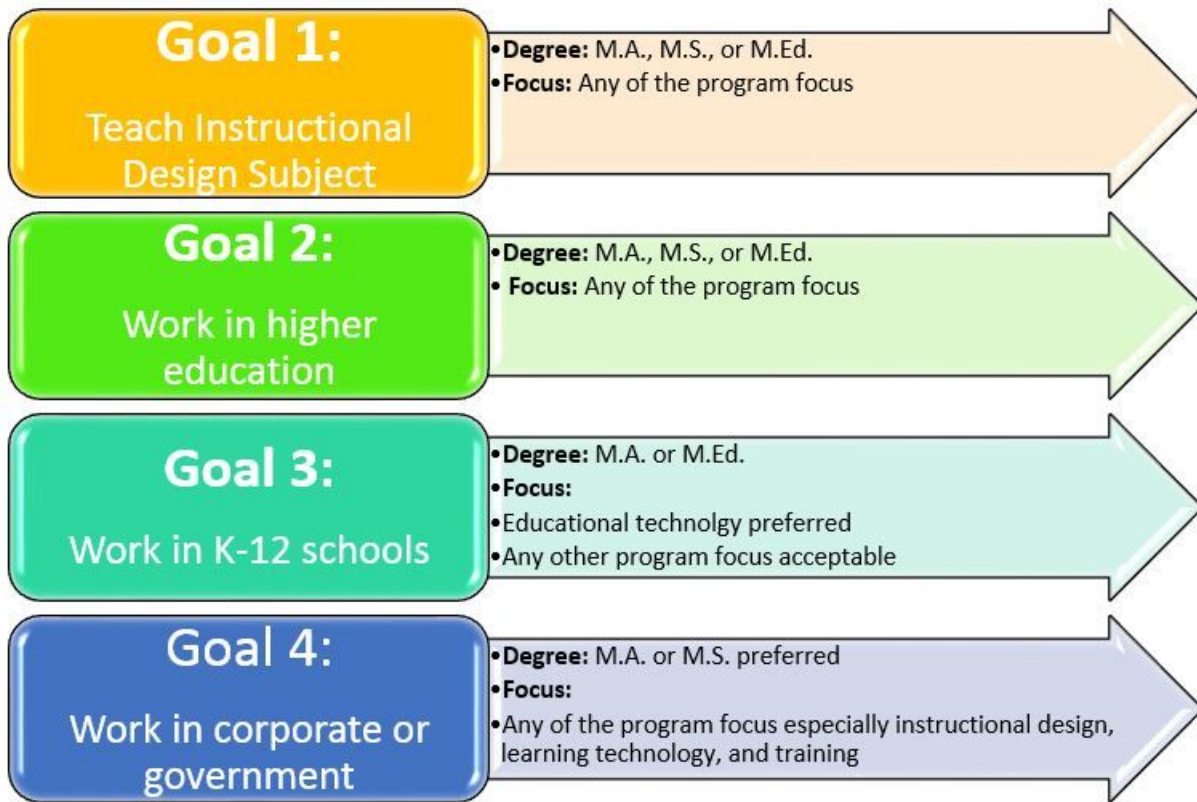 Goal 1:
Teach Instructional
Design Subject
•Degree: M.A., M.S., or M.Ed.
•Focus: Any of the program focus
Goal 2:
Work in higher
education
•Degree: M.A., M.S., or M.Ed.
• Focus: Any of the program focus
Goal 3:
Work in K-12 schools
•Degree: M.A. or M.Ed.
•Focus:
•Educational technolgy preferred
•Any other program focus acceptable
Goal 4:
Work in corporate or
government
•Degree: M.A. or M.S. preferred
•Focus:
•Any of the program focus especially instructional design,
learning technology, and training